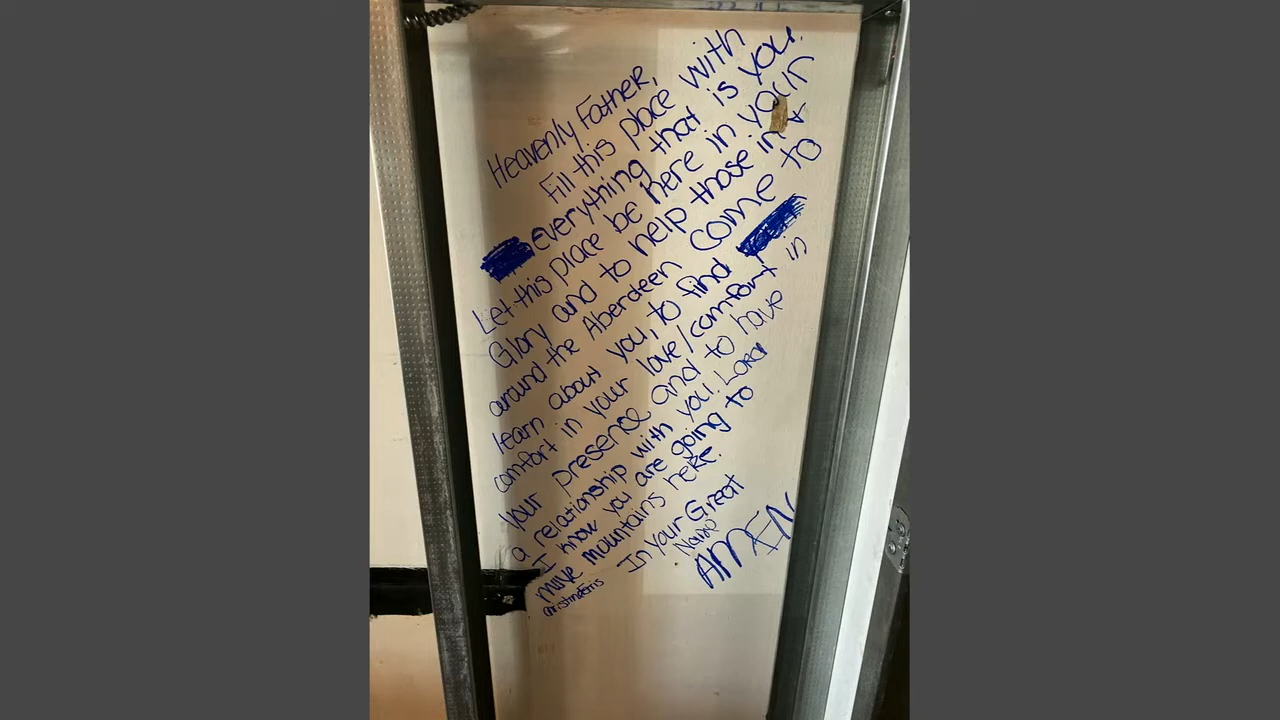 Heavenly Father,
Fill this place with
everything that is you.
Let this place be here in your
Glory and to help those in +
around the Aberdeen come to
learn about you, to find
comfort in your love/comfort in
your presence and to have
a relationship with you. Lord
I know you are going to
move mountains here.
In your Great
Name
AMEN